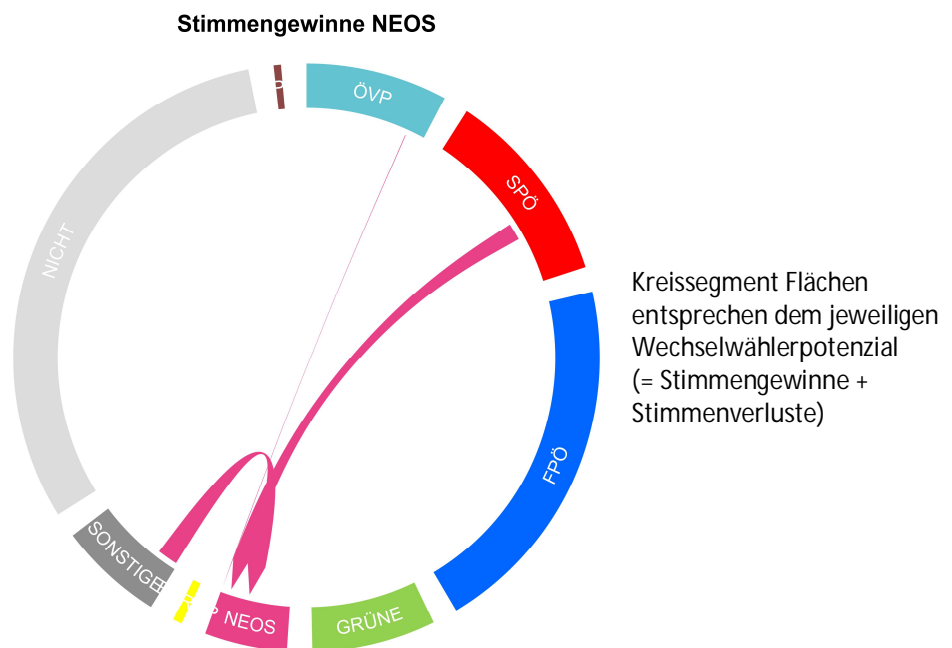 Stimmengewinne NEOS
ÖVP
SPÖ
NICHT
Kreissegment Flächen
entsprechen dem jeweiligen
Wechselwählerpotenzial
(= Stimmengewinne +
Stimmenverluste)
FPÖ
SONSTIGE
NEOS
GRÜNE